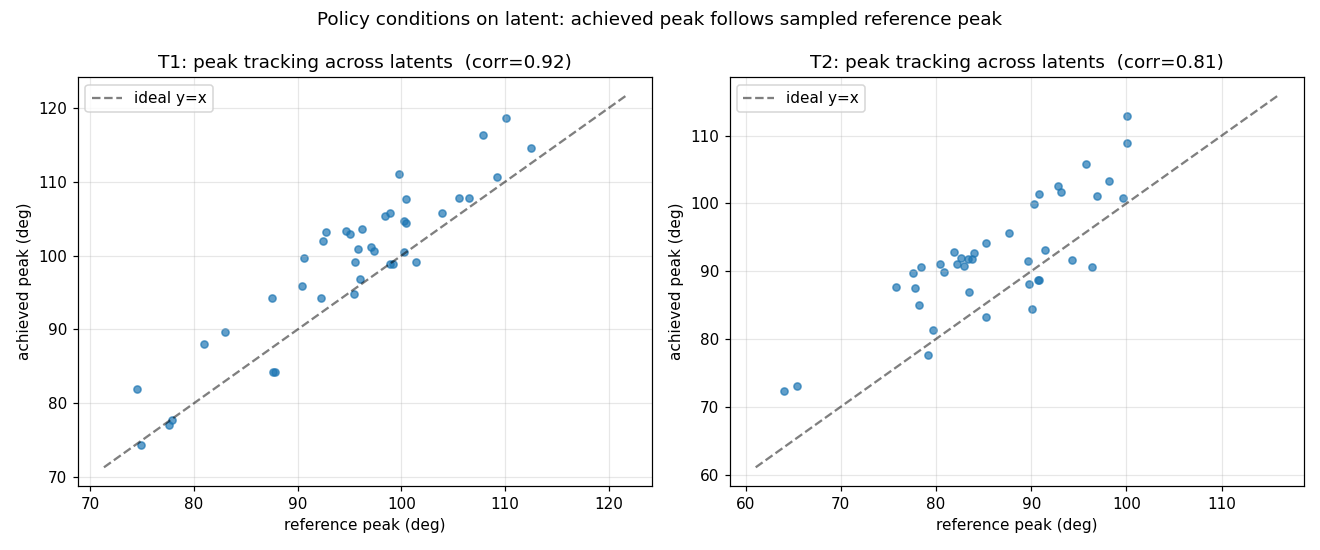 Policy conditions on latent: achieved peak follows sampled reference peak
T1: peak tracking across latents  (corr=0.92)
ideal y=x
120
110
100
90
80
70
achieved peak (deg)
70 80 90 100 110 120
reference peak (deg)
T2: peak tracking across latents  (corr=0.81)
ideal y=x
110
100
90
80
70
60
achieved peak (deg)
60 70 80 90 100 110
reference peak (deg)